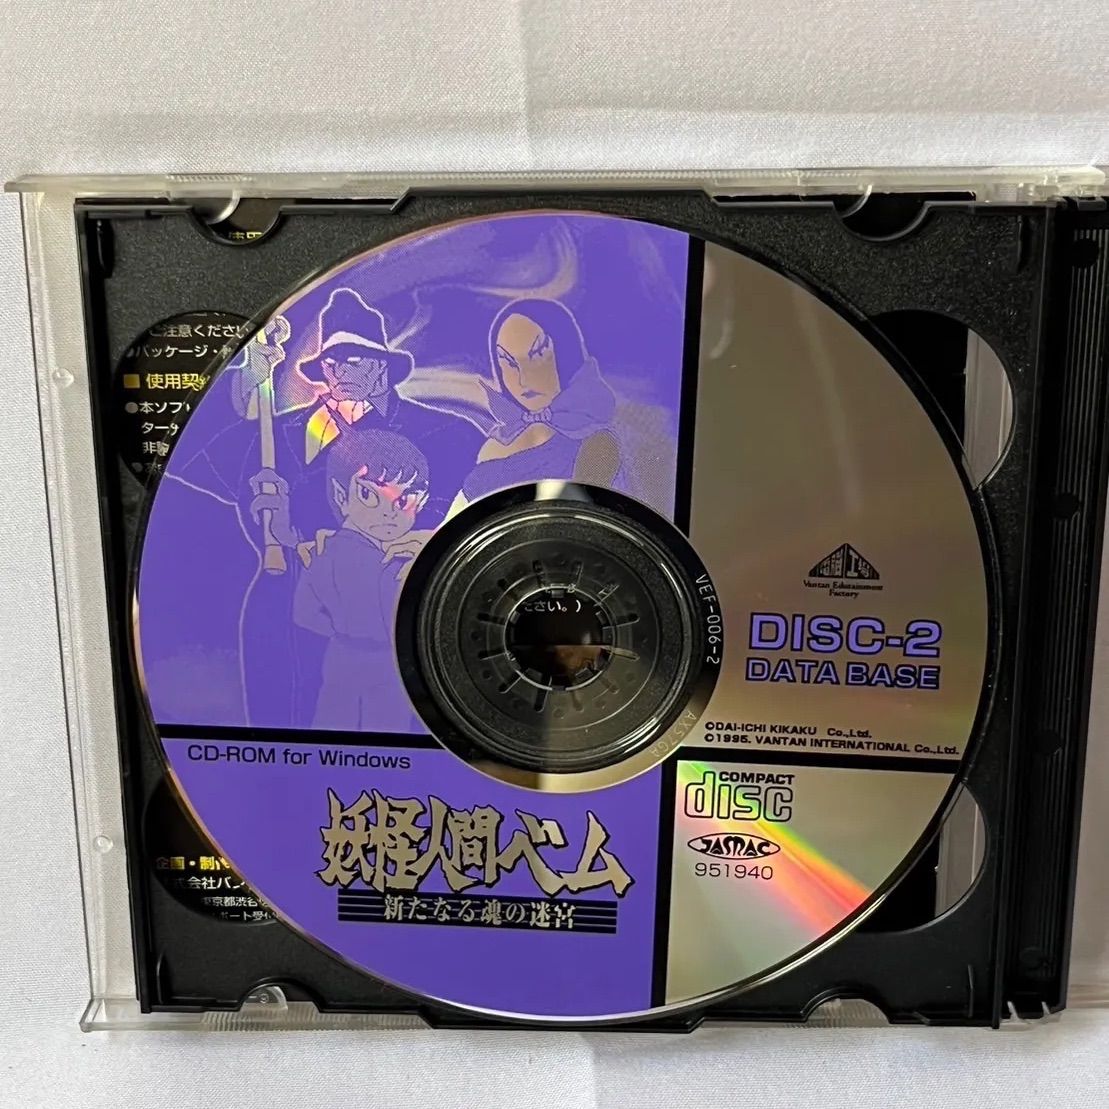 ご注意ください
●パッケージ・
■ 使用契
●本ソフ
ター
非
ださい。)
VEF-006-2
Vantan Edutainment
Factory
DISC-2
DATA BASE
©DAI-ICHI KIKAKU Co.,Ltd.
©1995. VANTAN INTERNATIONAL Co.,Ltd.
CD-ROM for Windows
妖怪人間ベム
新たなる魂の迷宮
COMPACT
disc
JASRAC
951940
企画・制作
式会社バン
東京都渋谷
ポート受